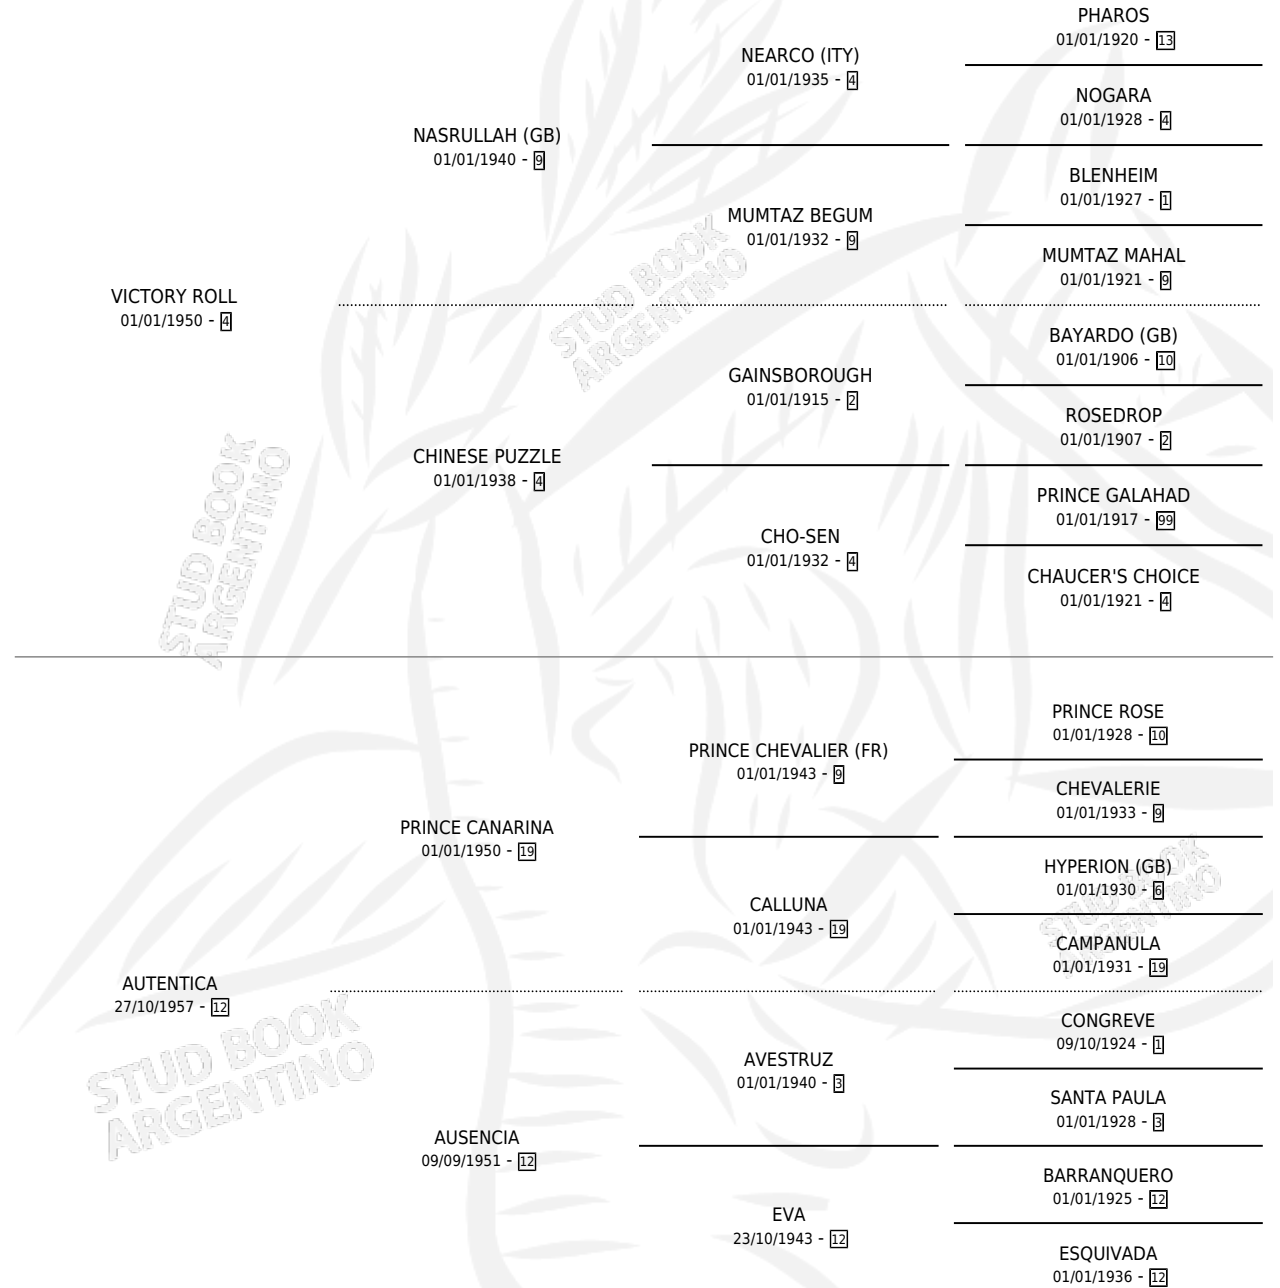 PHAROS
01/01/1920 - 13
NEARCO (ITY)
01/01/1935 - 4
NOGARA
01/01/1928 - 4
NASRULLAH (GB)
01/01/1940 - 9
BLENHEIM
01/01/1927 - 1
MUMTAZ BEGUM
01/01/1932 - 9
MUMTAZ MAHAL
01/01/1921 - 9
VICTORY ROLL
01/01/1950 - 4
BAYARDO (GB)
01/01/1906 - 10
GAINSBOROUGH
01/01/1915 - 2
ROSEDROP
01/01/1907 - 2
CHINESE PUZZLE
01/01/1938 - 4
PRINCE GALAHAD
01/01/1917 - 99
CHO-SEN
01/01/1932 - 4
CHAUCER'S CHOICE
01/01/1921 - 4
PRINCE ROSE
01/01/1928 - 10
PRINCE CHEVALIER (FR)
01/01/1943 - 9
CHEVALERIE
01/01/1933 - 9
PRINCE CANARINA
01/01/1950 - 19
HYPERION (GB)
01/01/1930 - 6
CALLUNA
01/01/1943 - 19
CAMPANULA
01/01/1931 - 19
AUTENTICA
27/10/1957 - 12
CONGREVE
09/10/1924 - 1
AVESTRUZ
01/01/1940 - 3
SANTA PAULA
01/01/1928 - 3
AUSENCIA
09/09/1951 - 12
BARRANQUERO
01/01/1925 - 12
EVA
23/10/1943 - 12
ESQUIVADA
01/01/1936 - 12
STUD BOOK
ARGENTINO
STUD BOOK
ARGENTINO
STUD BOOK
ARGENTINO
STUD BOOK
ARGENTINO